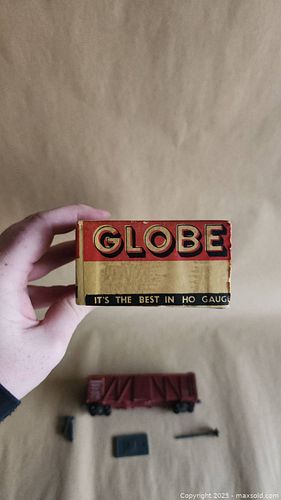 GLOBE
IT'S THE BEST IN HO GAUG
Copyright 2023 - maxsold.com